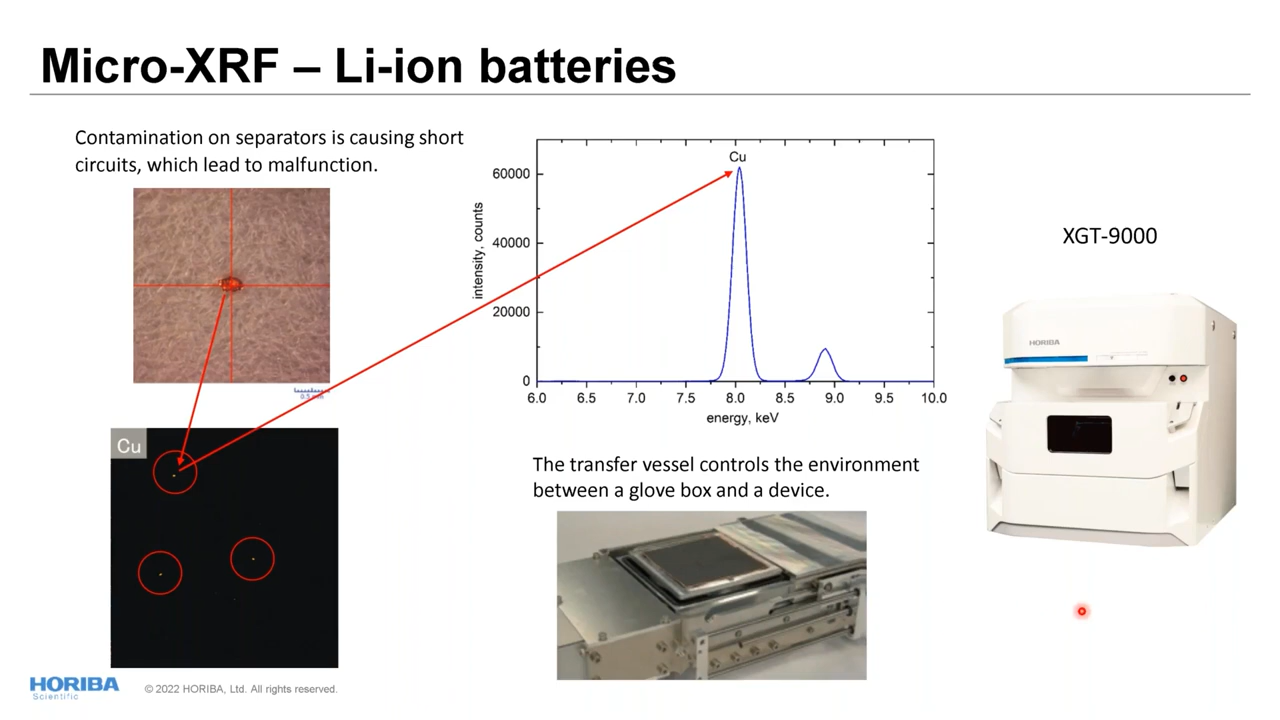 Micro-XRF – Li-ion batteries
Contamination on separators is causing short
circuits, which lead to malfunction.
0.5 mm
Cu
Cu
60000
40000
20000
0
intensity, counts
6.0 6.5 7.0 7.5 8.0 8.5 9.0 9.5 10.0
energy, keV
The transfer vessel controls the environment
between a glove box and a device.
XGT-9000
HORIBA
HORIBA
Scientific
© 2022 HORIBA, Ltd. All rights reserved.